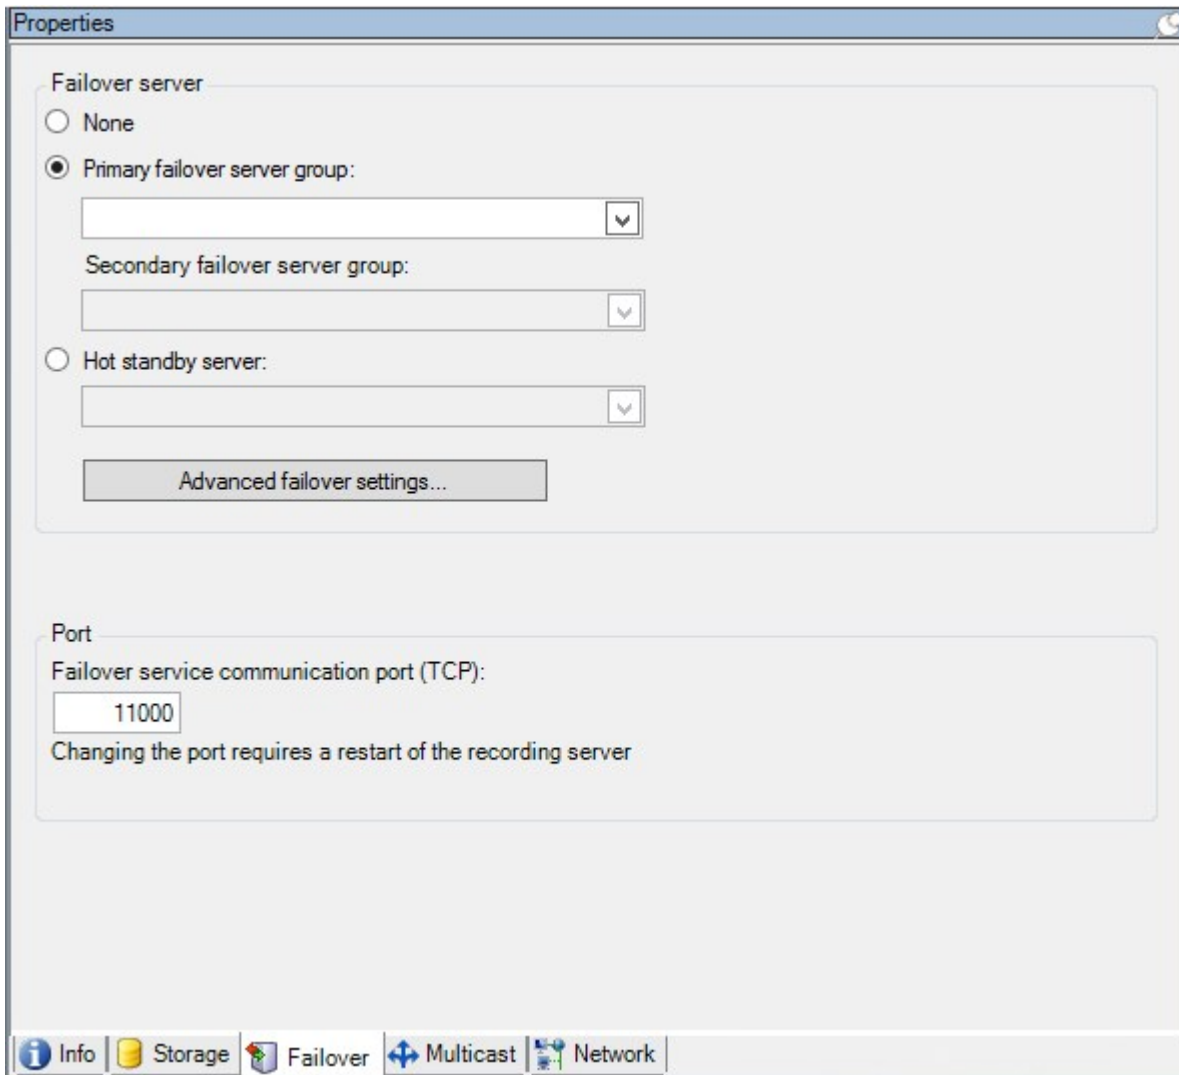 Properties
Failover server
None
Primary failover server group:
Secondary failover server group:
Hot standby server:
Advanced failover settings...
Port
Failover service communication port (TCP):
11000
Changing the port requires a restart of the recording server
Info Storage Failover Multicast Network